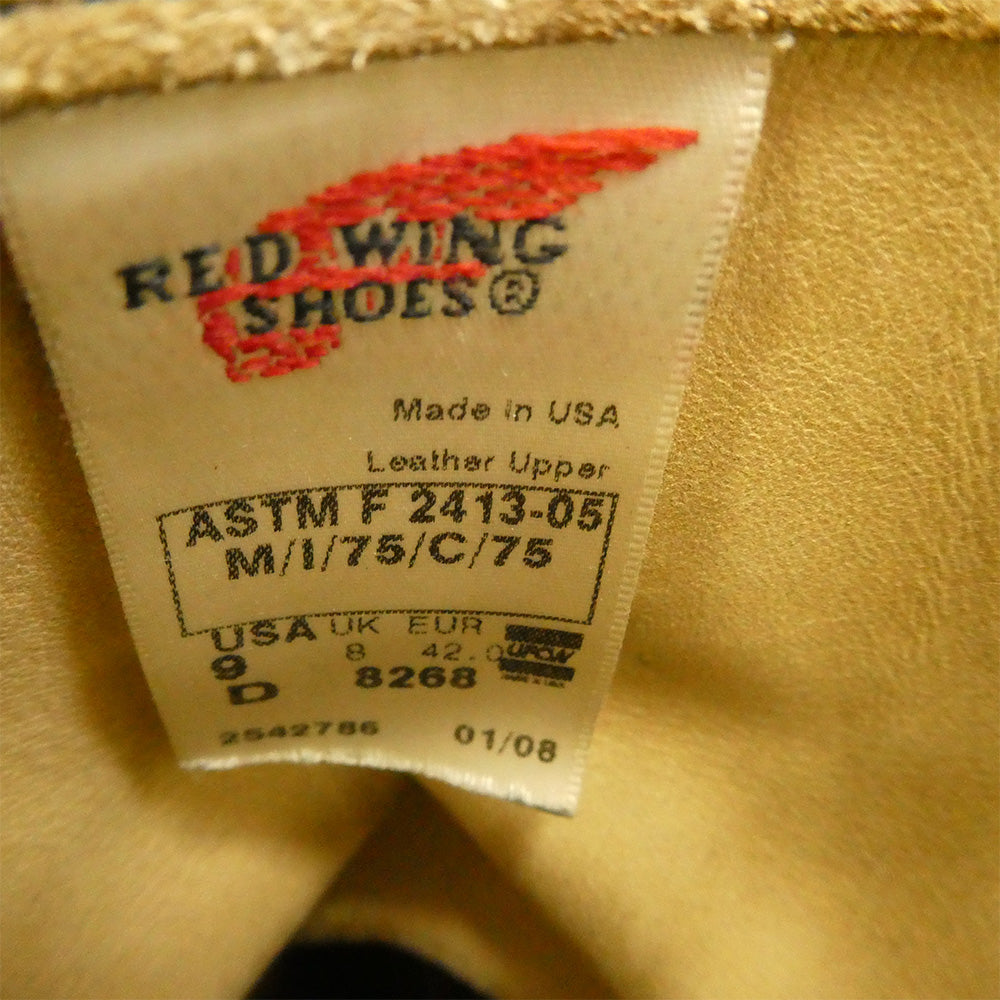 RED WING
SHOES®
Made in USA
Leather Upper
ASTM F 2413-05
M/I/75/C/75
USA UK EUR
9 8 42.0 UFCW
D 8268
2542786 01/08